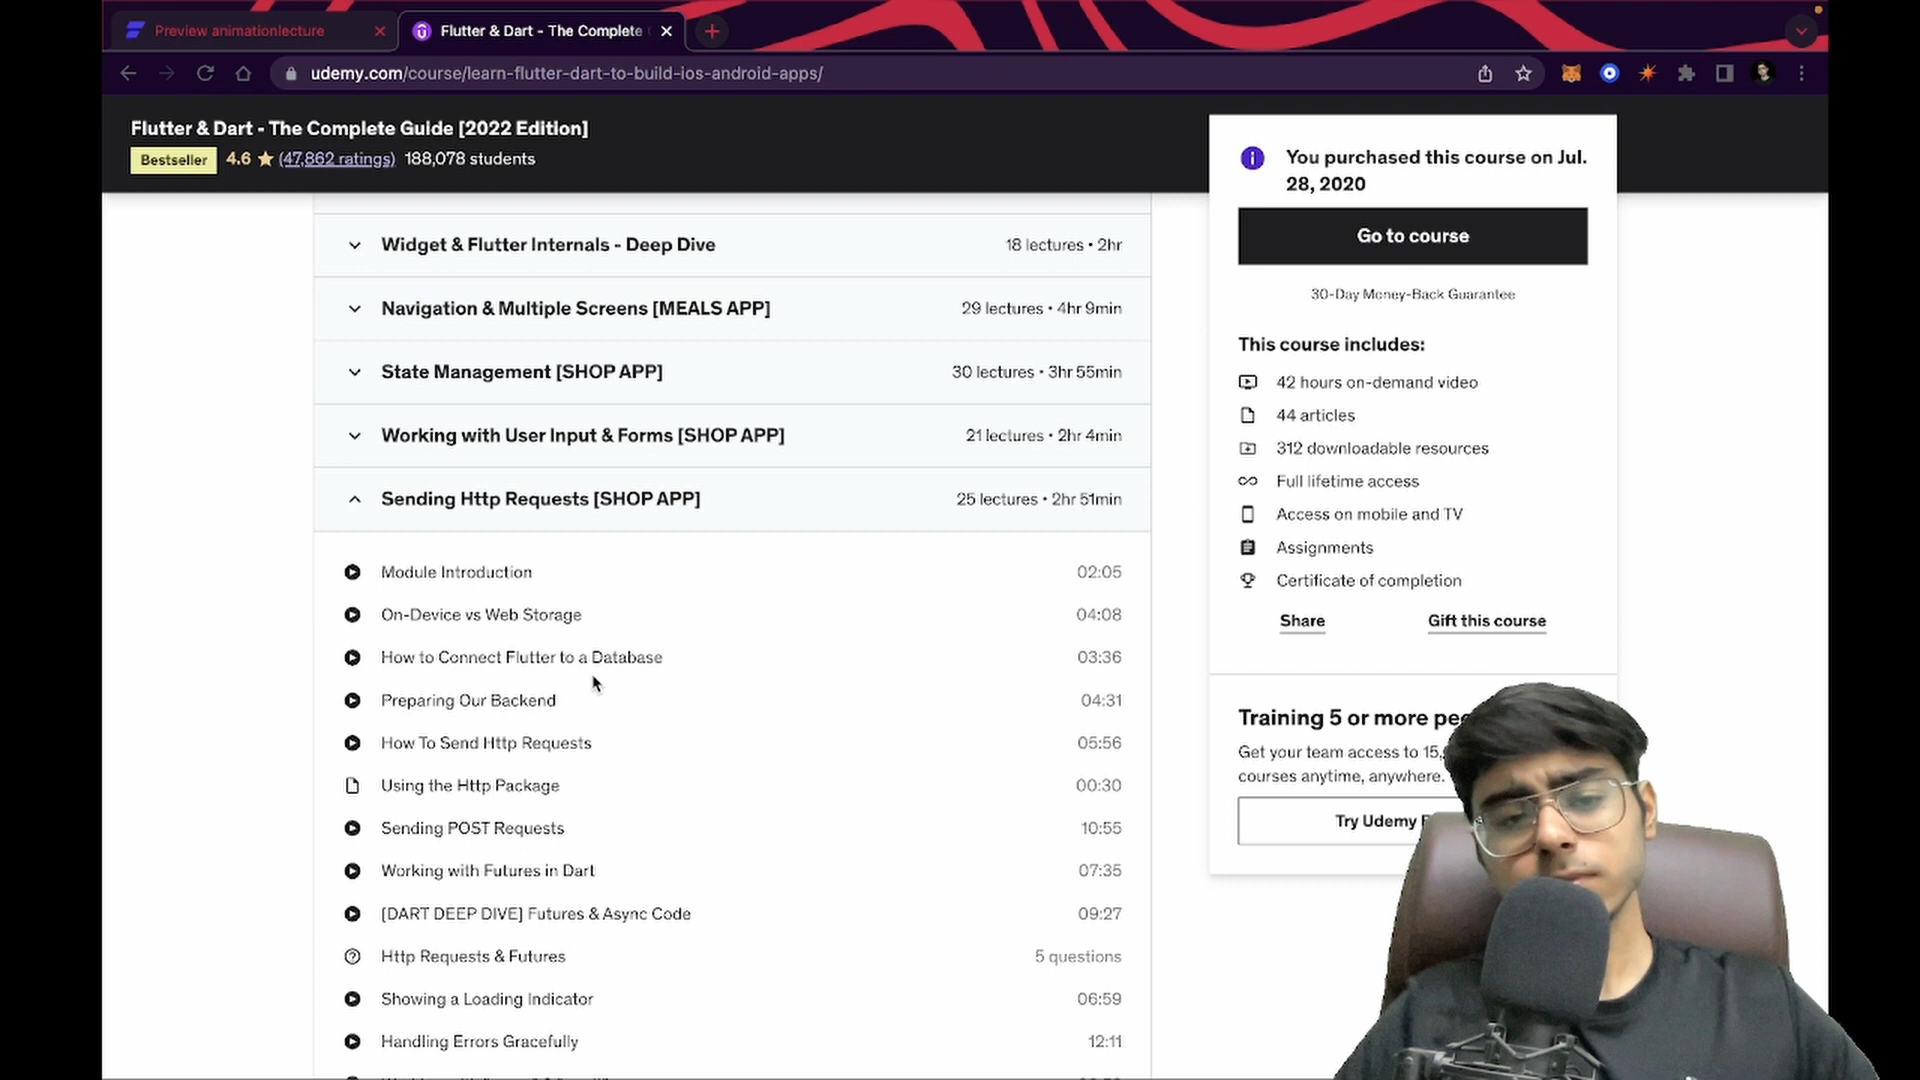 Preview animationlecture
Flutter & Dart - The Complete
udemy.com/course/learn-flutter-dart-to-build-ios-android-apps/
Flutter & Dart - The Complete Guide [2022 Edition]
Bestseller 4.6 (47,862 ratings) 188,078 students
You purchased this course on Jul. 28, 2020
Go to course
30-Day Money-Back Guarantee
This course includes:
42 hours on-demand video
44 articles
312 downloadable resources
Full lifetime access
Access on mobile and TV
Assignments
Certificate of completion
Share Gift this course
Training 5 or more
Get your team access to 15,
courses anytime, anywhere.
Try Udemy
Widget & Flutter Internals - Deep Dive 18 lectures • 2hr
Navigation & Multiple Screens [MEALS APP] 29 lectures • 4hr 9min
State Management [SHOP APP] 30 lectures • 3hr 55min
Working with User Input & Forms [SHOP APP] 21 lectures • 2hr 4min
Sending Http Requests [SHOP APP] 25 lectures • 2hr 51min
Module Introduction 02:05
On-Device vs Web Storage 04:08
How to Connect Flutter to a Database 03:36
Preparing Our Backend 04:31
How To Send Http Requests 05:56
Using the Http Package 00:30
Sending POST Requests 10:55
Working with Futures in Dart 07:35
[DART DEEP DIVE] Futures & Async Code 09:27
Http Requests & Futures 5 questions
Showing a Loading Indicator 06:59
Handling Errors Gracefully 12:11